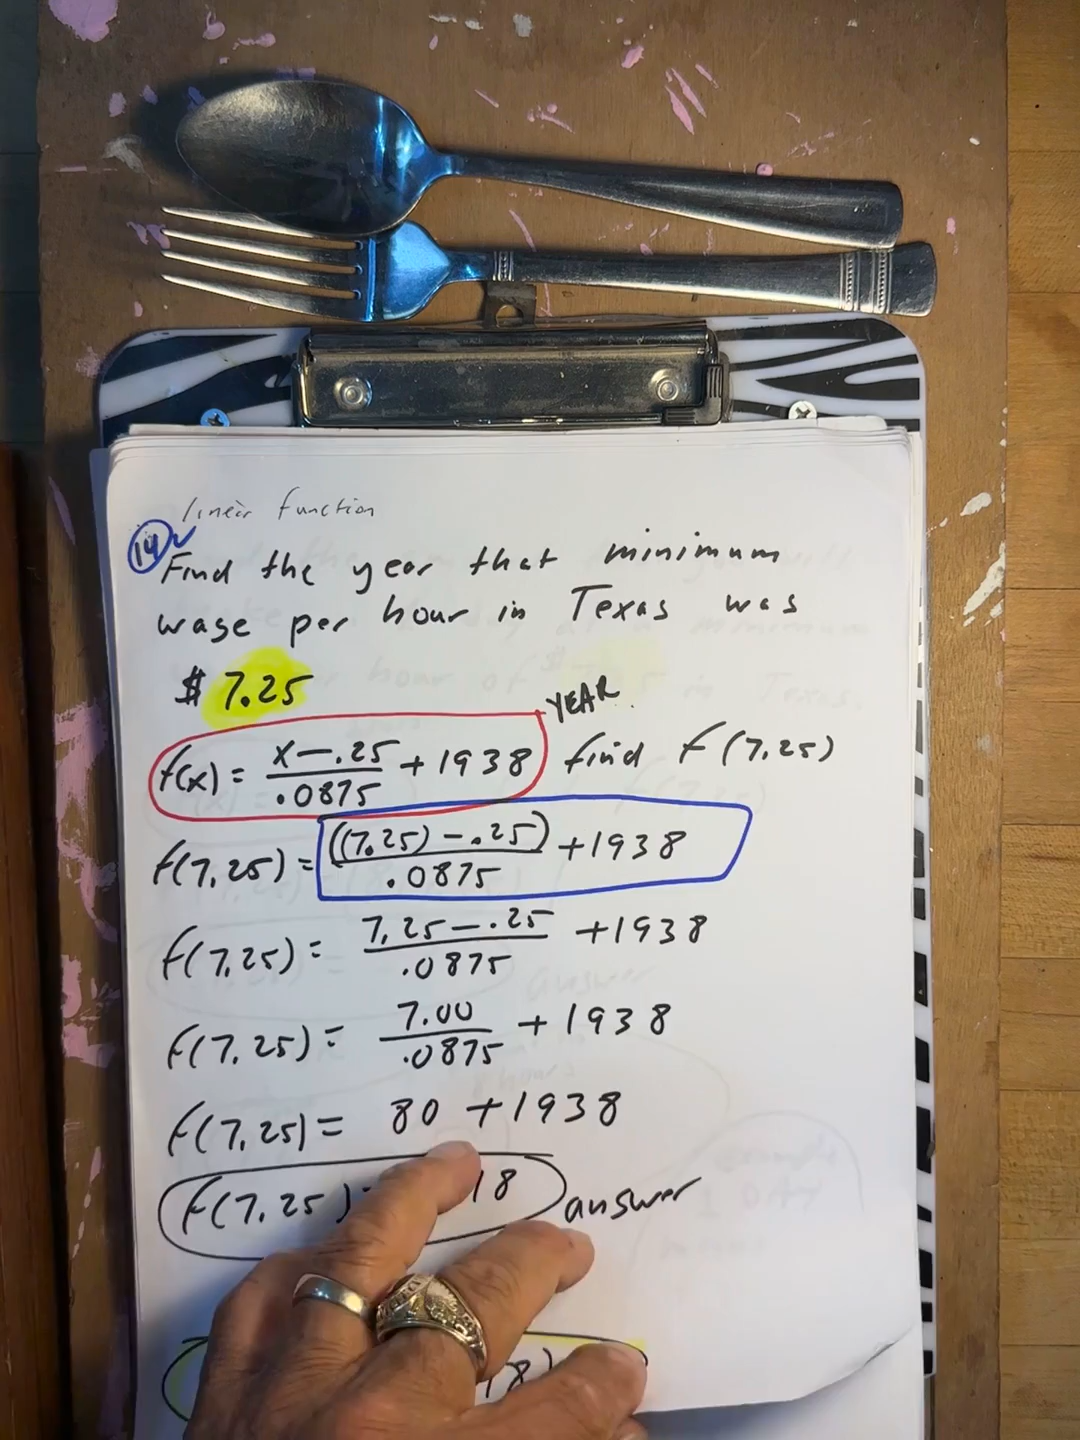 linear function
14
Find the year that minimum
wage per hour in Texas was
$ 7.25
YEAR
f(x) = x - .25 / .0875 + 1938 find f(7.25)
f(7.25) = ((7.25) - .25) / .0875 + 1938
f(7.25) = 7.25 - .25 / .0875 + 1938
f(7.25) = 7.00 / .0875 + 1938
f(7.25) = 80 + 1938
f(7.25) 18 answer
8)